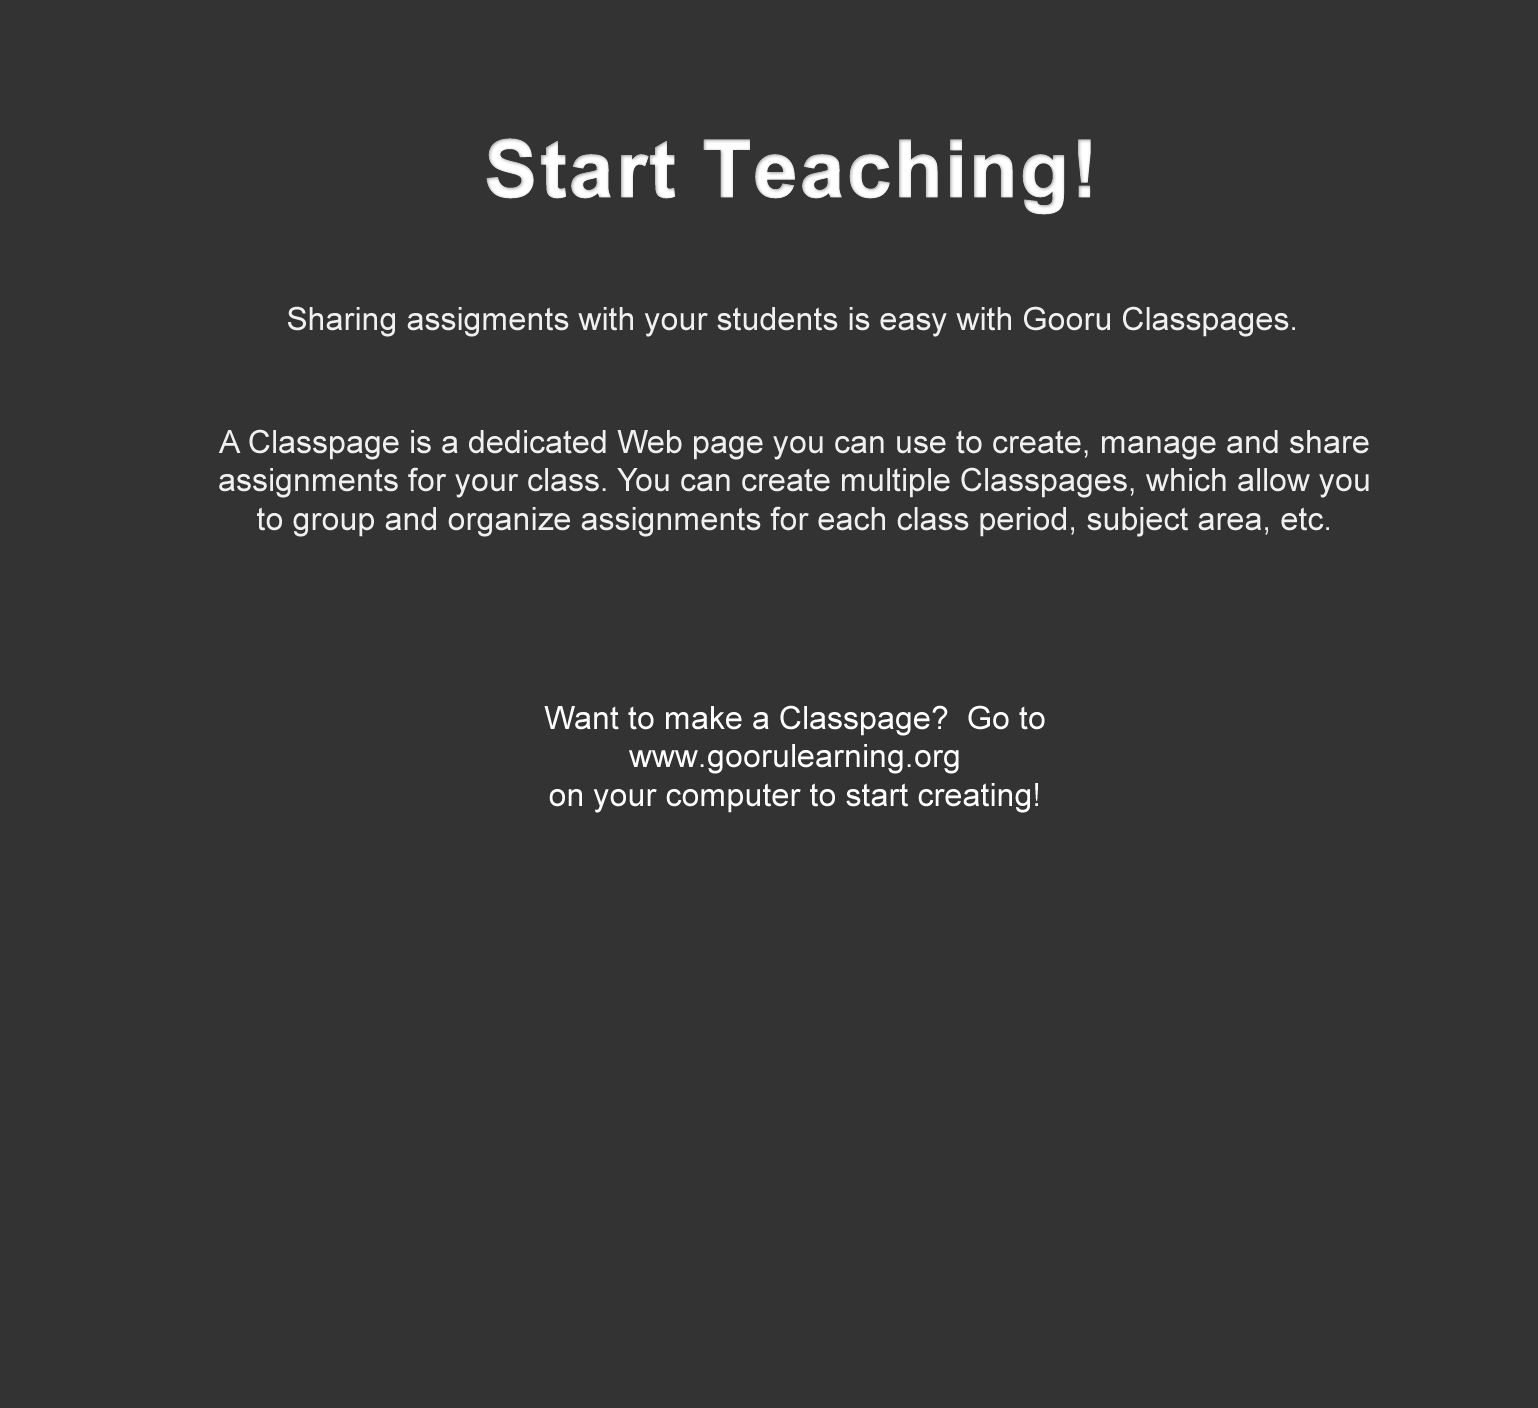 Start Teaching!
Sharing assigments with your students is easy with Gooru Classpages.
A Classpage is a dedicated Web page you can use to create, manage and share
assignments for your class. You can create multiple Classpages, which allow you
to group and organize assignments for each class period, subject area, etc.
Want to make a Classpage?  Go to
www.goorulearning.org
on your computer to start creating!